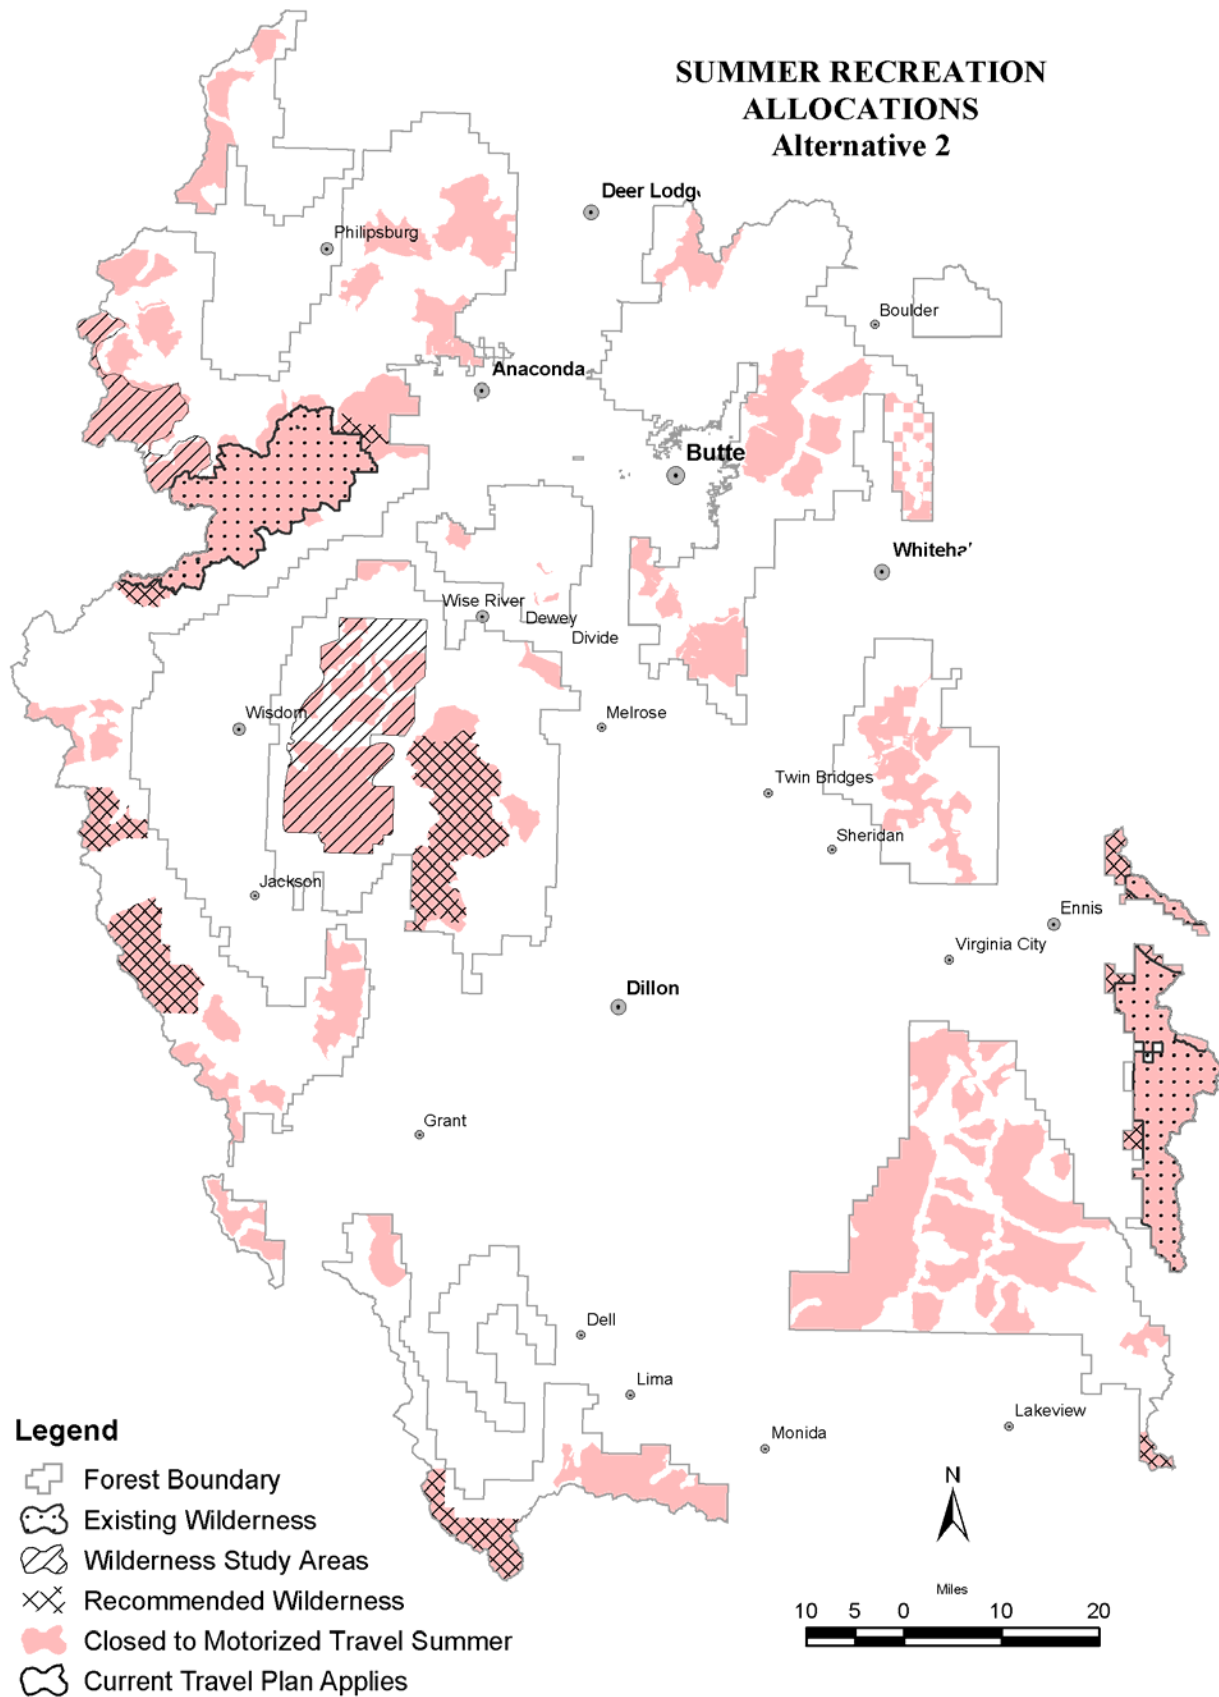 SUMMER RECREATION
ALLOCATIONS
Alternative 2
Deer Lodg
Philipsburg
Boulder
Anaconda
Butte
Whiteha
Wise River
Dewey
Divide
Wisdom
Melrose
Twin Bridges
Sheridan
Jackson
Ennis
Virginia City
Dillon
Grant
Dell
Lima
Lakeview
Monida
Legend
Forest Boundary
Existing Wilderness
Wilderness Study Areas
Recommended Wilderness
Closed to Motorized Travel Summer
Current Travel Plan Applies
N
Miles
10 5 0 10 20